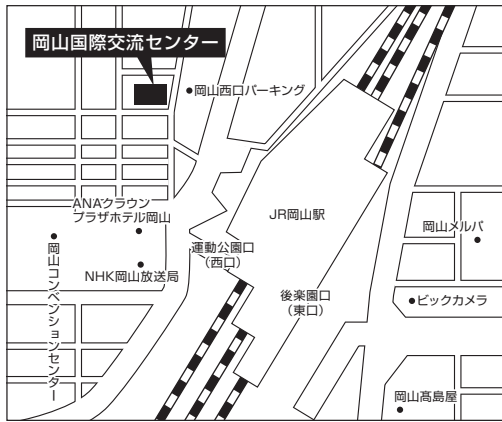 岡山国際交流センター
岡山西口パーキング
ANAクラウン
プラザホテル岡山
JR岡山駅
岡山メルパ
運動公園口
（西口）
NHK岡山放送局
岡山コンベンションセンター
後楽園口
（東口）
ビックカメラ
岡山髙島屋